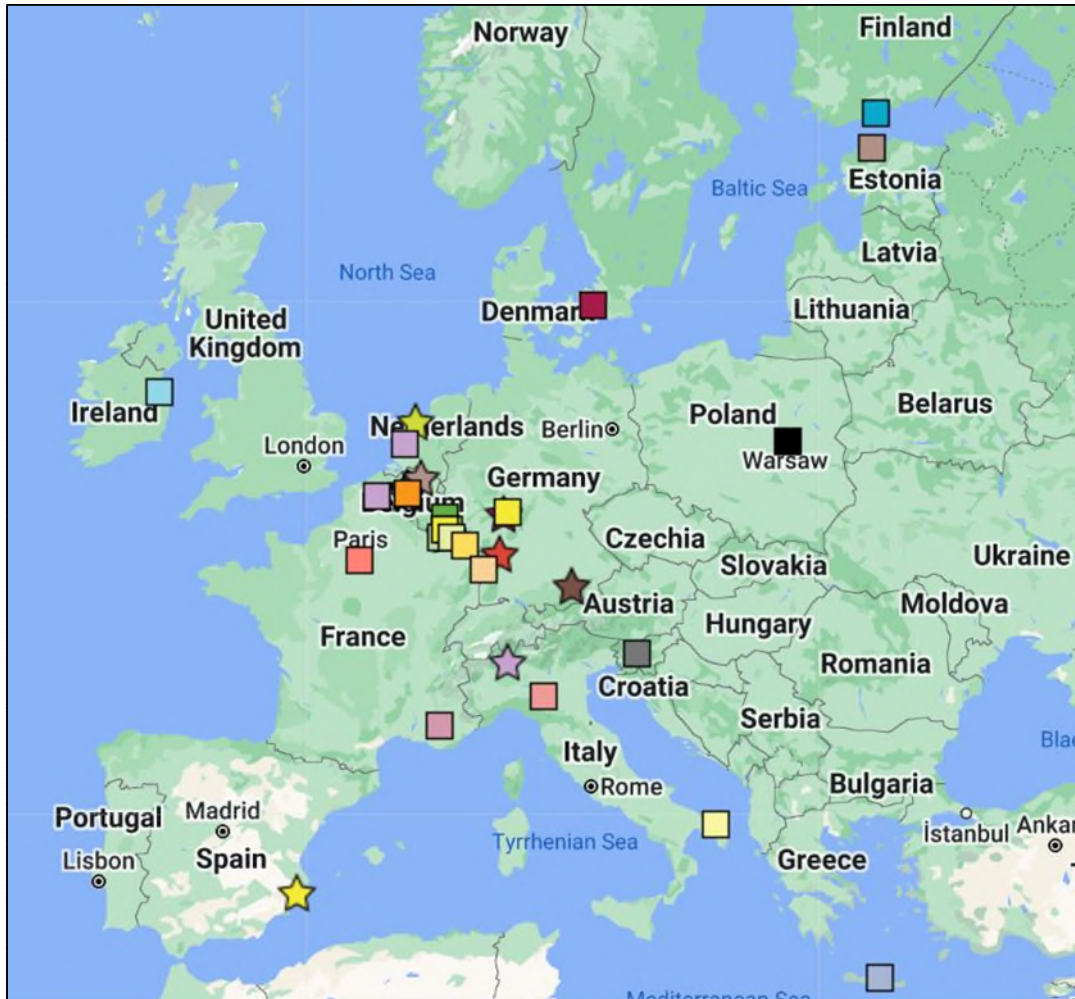 Norway
Finland
Baltic Sea
Estonia
Latvia
North Sea
Denmark
Lithuania
United
Kingdom
Ireland
Netherlands
Poland
Belarus
London
Berlin
Warsaw
Germany
Belgium
Paris
Czechia
Slovakia
Ukraine
Austria
Moldova
France
Hungary
Romania
Croatia
Serbia
Italy
Blac
Rome
Bulgaria
Madrid
Portugal
İstanbul
Ankar
Tyrrhenian Sea
Lisbon
Spain
Greece
Mediterranean Sea